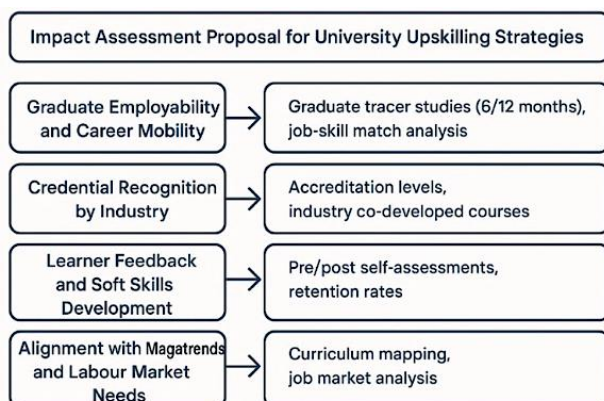 Impact Assessment Proposal for University Upskilling Strategies
Graduate Employability
and Career Mobility
Graduate tracer studies (6/12 months),
job-skill match analysis
Credential Recognition
by Industry
Accreditation levels,
industry co-developed courses
Learner Feedback
and Soft Skills
Development
Pre/post self-assessments,
retention rates
Alignment with Magatrends
and Labour Market
Needs
Curriculum mapping,
job market analysis